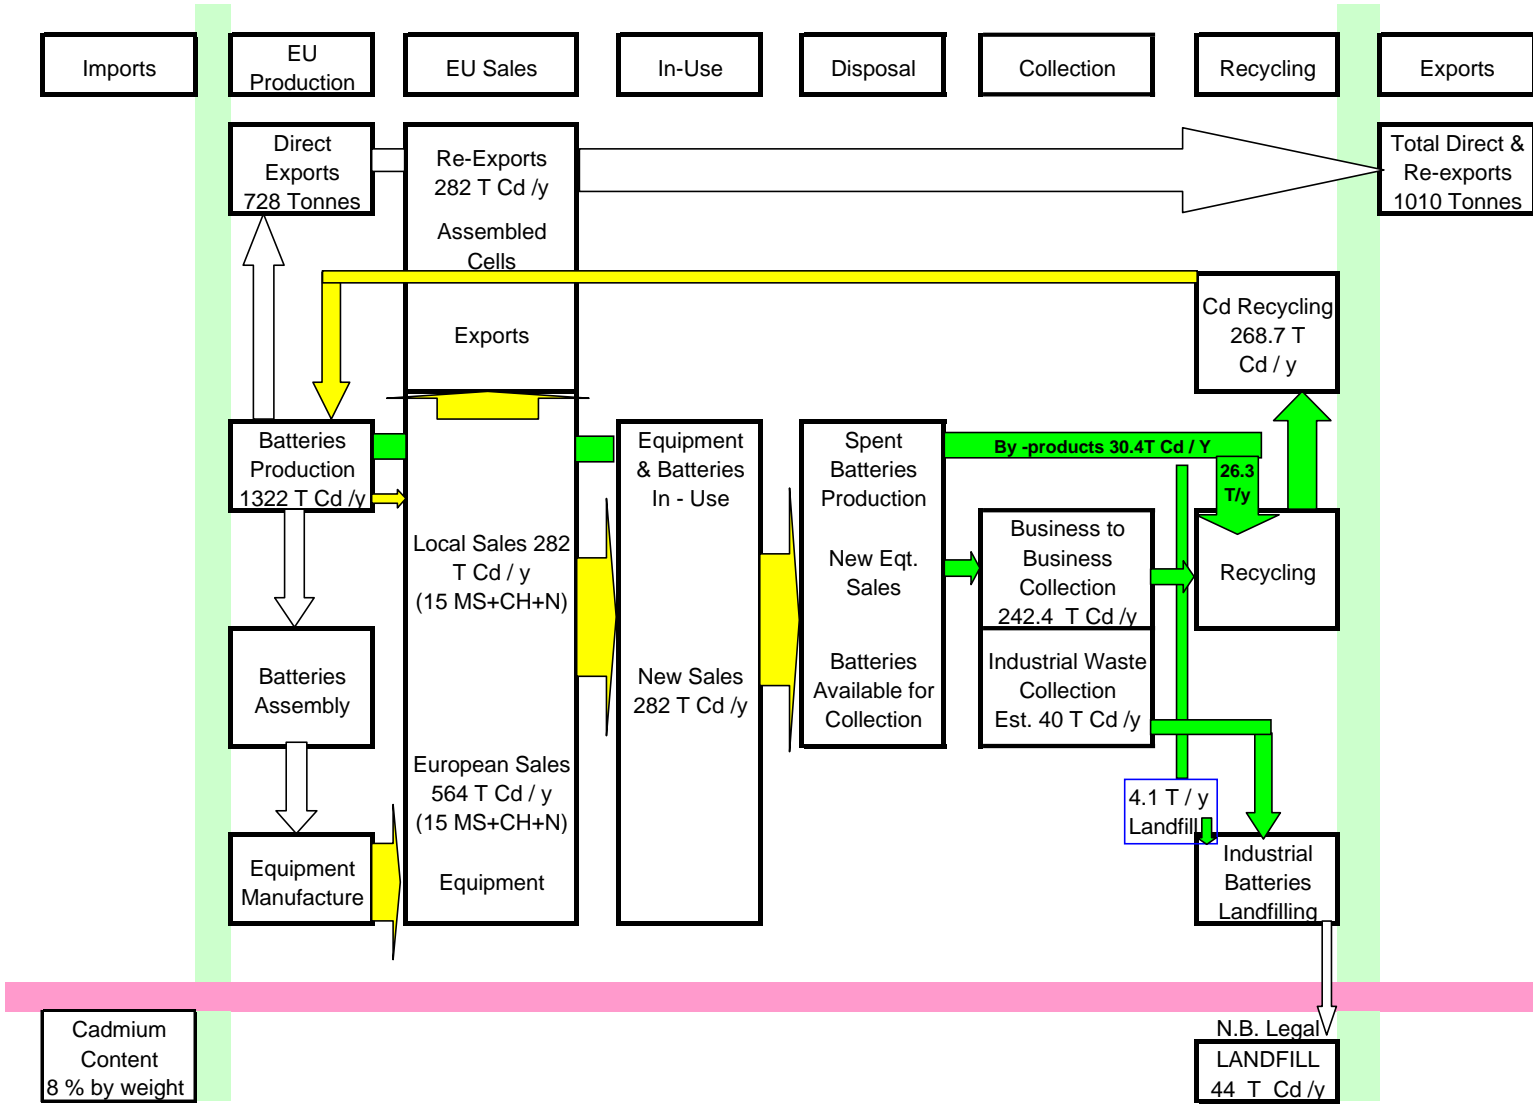 Imports
EU
Production
EU Sales
In-Use
Disposal
Collection
Recycling
Exports
Direct
Exports
728 Tonnes
Re-Exports
282 T Cd /y
Assembled
Cells
Exports
Total Direct &
Re-exports
1010 Tonnes
Cd Recycling
268.7 T
Cd / y
Batteries
Production
1322 T Cd /y
Local Sales 282
T Cd / y
(15 MS+CH+N)
European Sales
564 T Cd / y
(15 MS+CH+N)
Equipment
Equipment
& Batteries
In - Use
New Sales
282 T Cd /y
Spent
Batteries
Production
New Eqt.
Sales
Batteries
Available for
Collection
By -products 30.4T Cd / Y
26.3
T/y
Business to
Business
Collection
242.4 T Cd /y
Recycling
Industrial Waste
Collection
Est. 40 T Cd /y
Batteries
Assembly
4.1 T / y
Landfill
Equipment
Manufacture
Industrial
Batteries
Landfilling
Cadmium
Content
8 % by weight
N.B. Legal
LANDFILL
44 T Cd /y